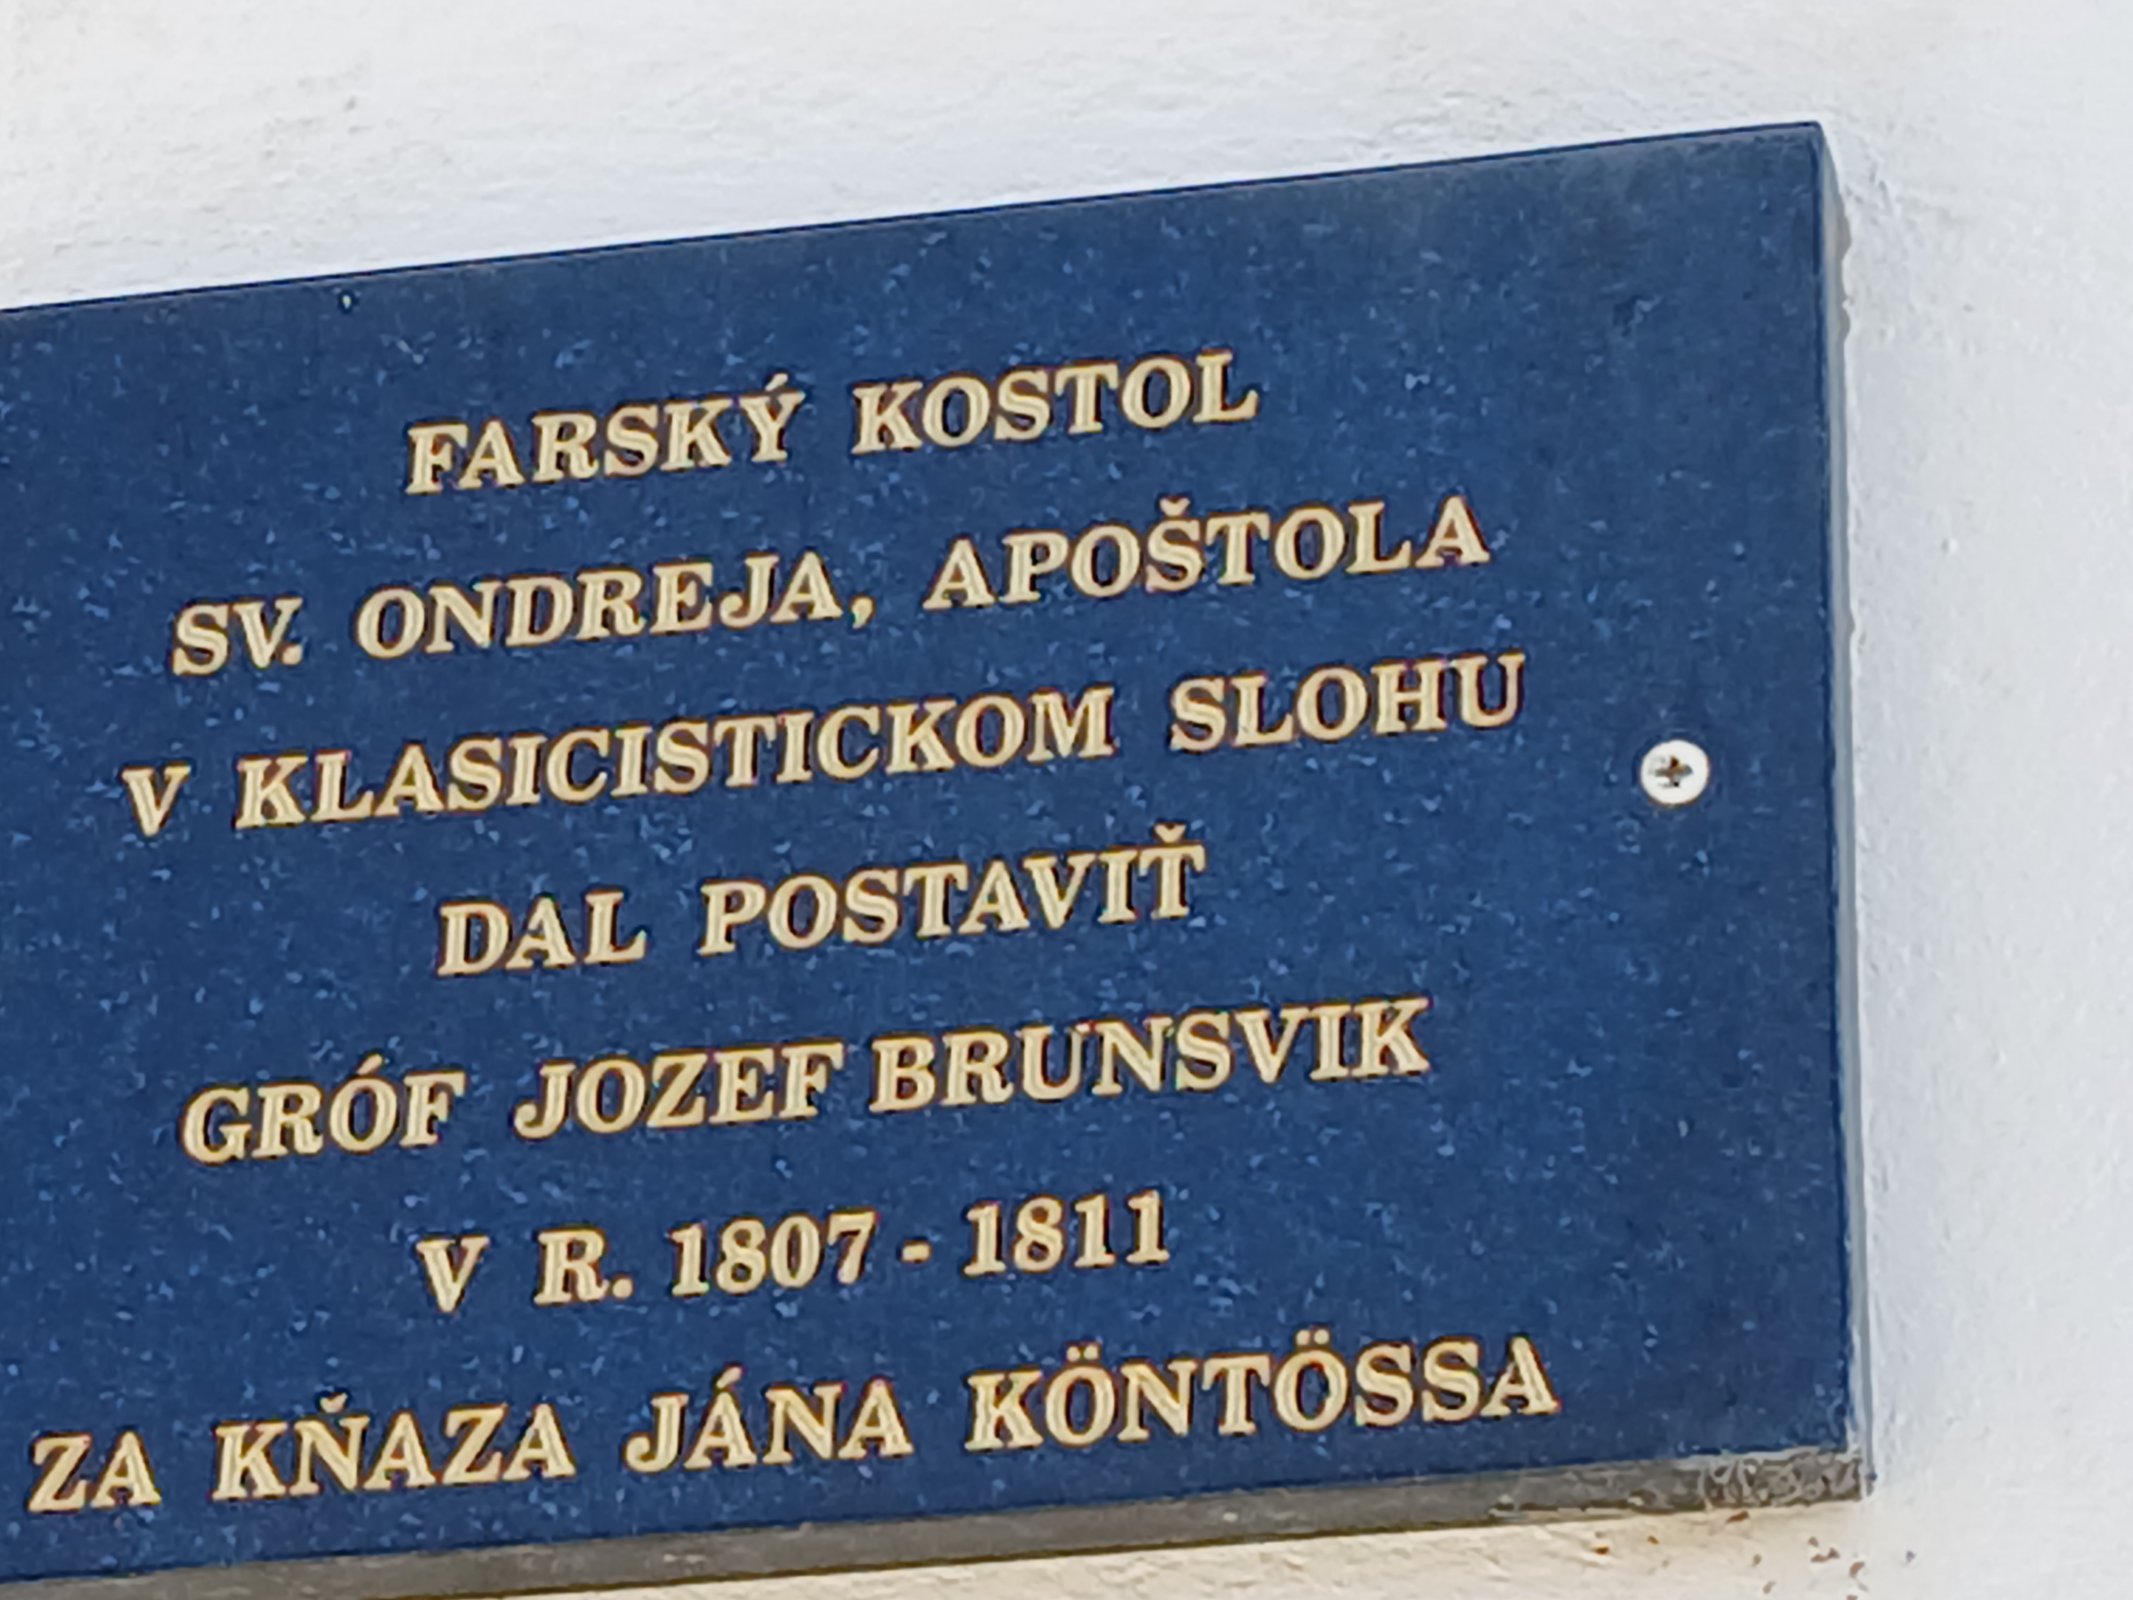 FARSKÝ KOSTOL
SV. ONDREJA, APOŠTOLA
V KLASICISTICKOM SLOHU
DAL POSTAVIŤ
GRÓF JOZEF BRUNSVIK
V R. 1807 - 1811
ZA KŇAZA JÁNA KÖNTÖSSA